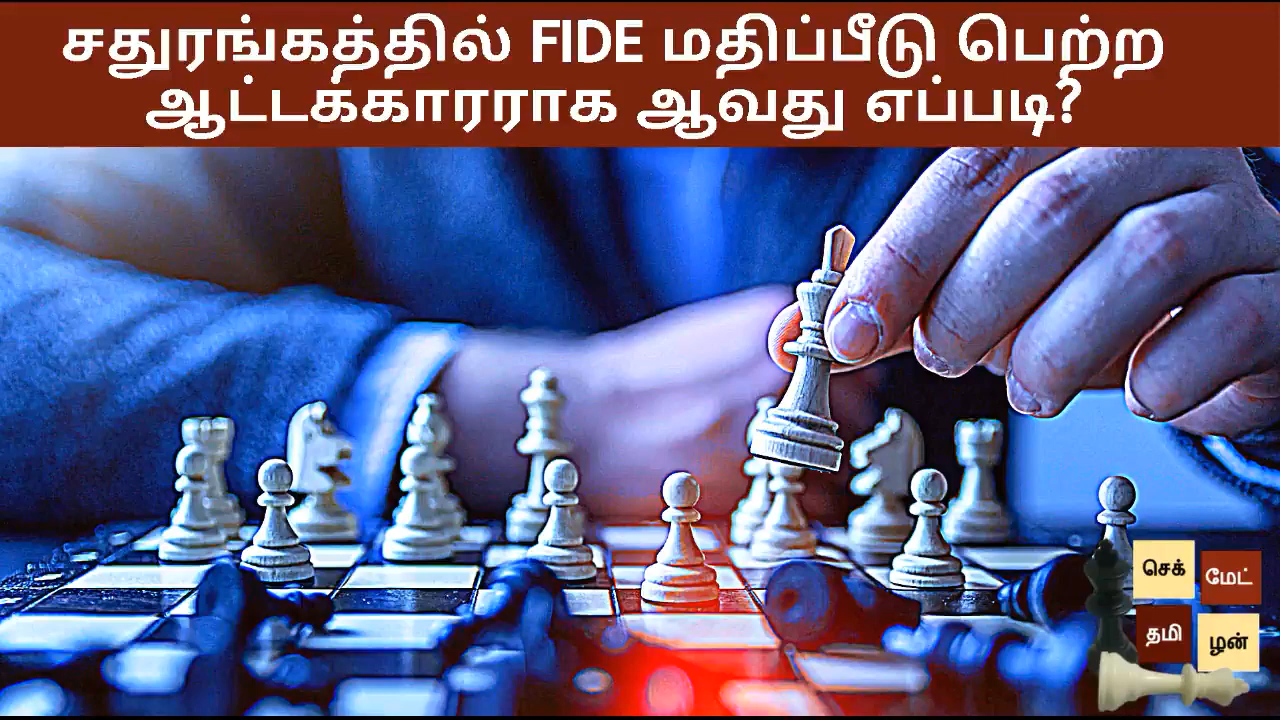 சதுரங்கத்தில் FIDE மதிப்பீடு பெற்ற
ஆட்டக்காரராக ஆவது எப்படி?
செக்
மேட்
தமி
ழன்